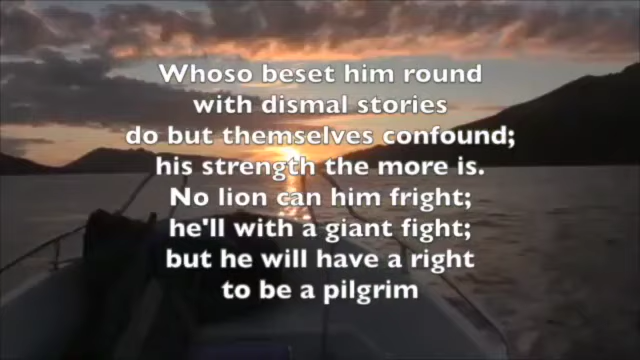 Whoso beset him round
with dismal stories
do but themselves confound;
his strength the more is.
No lion can him fright;
he'll with a giant fight;
but he will have a right
to be a pilgrim